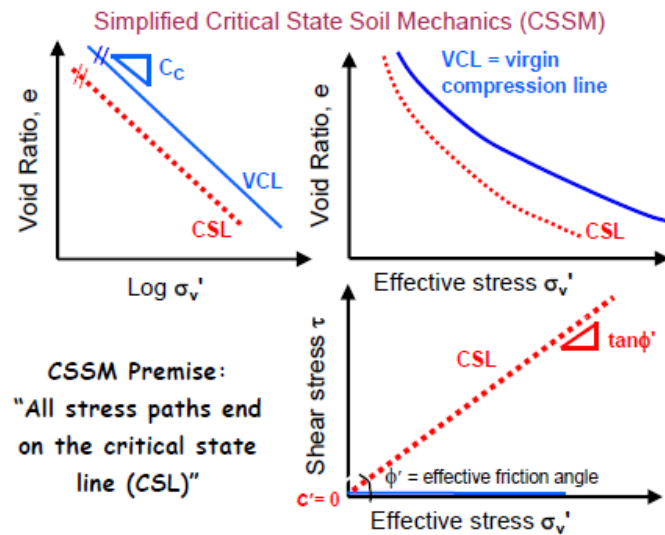 Simplified Critical State Soil Mechanics (CSSM)
Void Ratio, e
Cc
VCL
CSL
Log σv'
Void Ratio, e
VCL = virgin
compression line
CSL
Effective stress σv'
CSSM Premise:
“All stress paths end
on the critical state
line (CSL)”
Shear stress τ
CSL
tanϕ'
ϕ' = effective friction angle
c'= 0
Effective stress σv'